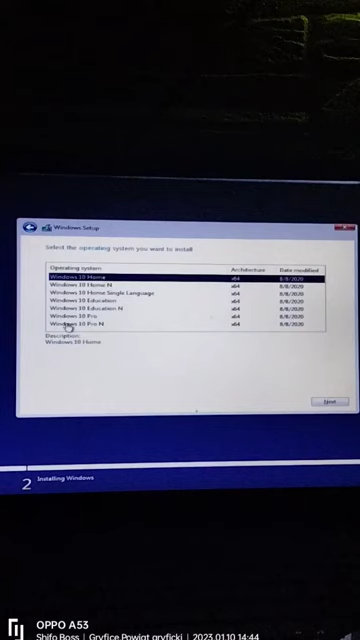 Windows Setup
Select the operating system you want to install
Operating system Architecture Date modified
Windows 10 Home x64 8/8/2020
Windows 10 Home N x64 8/8/2020
Windows 10 Home Single Language x64 8/8/2020
Windows 10 Education x64 8/8/2020
Windows 10 Education N x64 8/8/2020
Windows 10 Pro x64 8/8/2020
Windows 10 Pro N x64 8/8/2020
Description:
Windows 10 Home
Next
2 Installing Windows
OPPO A53
Shifo Boss | Gryfice,Powiat gryficki | 2023.01.10 14:44